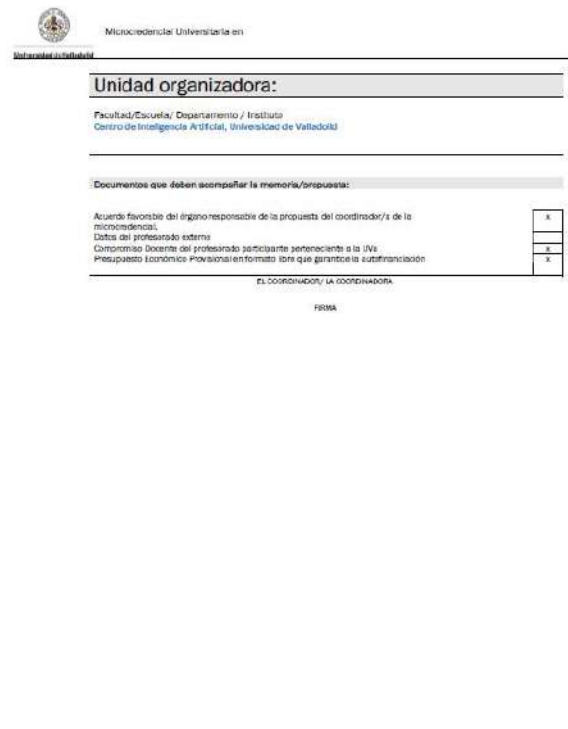 Microcredencial Universitaria en
Universidad de Valladolid
Unidad organizadora:
Facultad/Escuela/ Departamento / Instituto
Centro de Inteligencia Artificial, Universidad de Valladolid
Documentos que deben acompañar la memoria/propuesta:
Acuerdo favorable del órgano responsable de la propuesta del coordinador/a de la
microcredencial. x
Datos del profesorado externo
Compromiso Docente del profesorado participante perteneciente a la UVa x
Presupuesto Económico Provisional en formato libre que garantice la autofinanciación x
EL COORDINADOR/ LA COORDINADORA
FIRMA